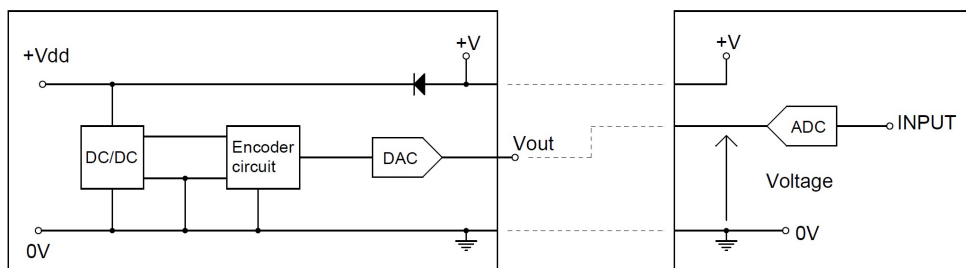 +Vdd
+V
+V
DC/DC
Encoder
circuit
DAC
Vout
ADC
INPUT
Voltage
0V
0V